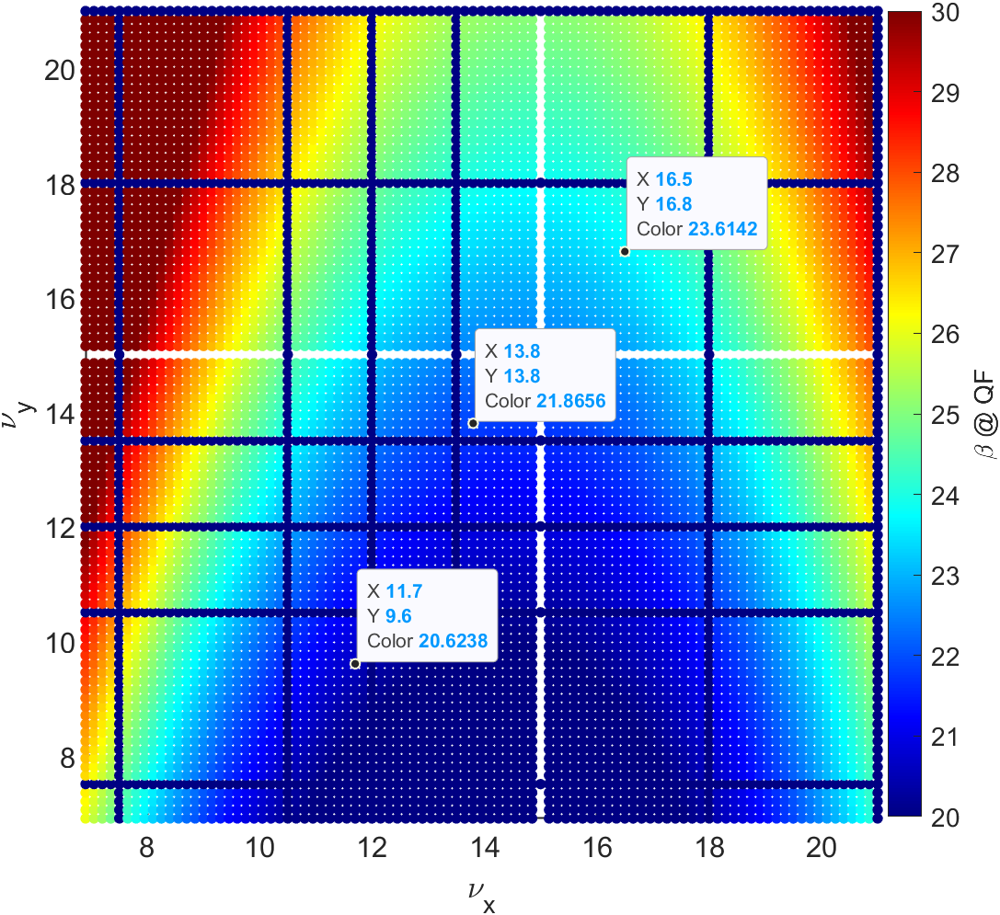 30
29
28
27
26
25
24
23
22
21
20
β @ QF
20
18
16
14
12
10
8
νy
X 16.5
Y 16.8
Color 23.6142
X 13.8
Y 13.8
Color 21.8656
X 11.7
Y 9.6
Color 20.6238
8 10 12 14 16 18 20
νx